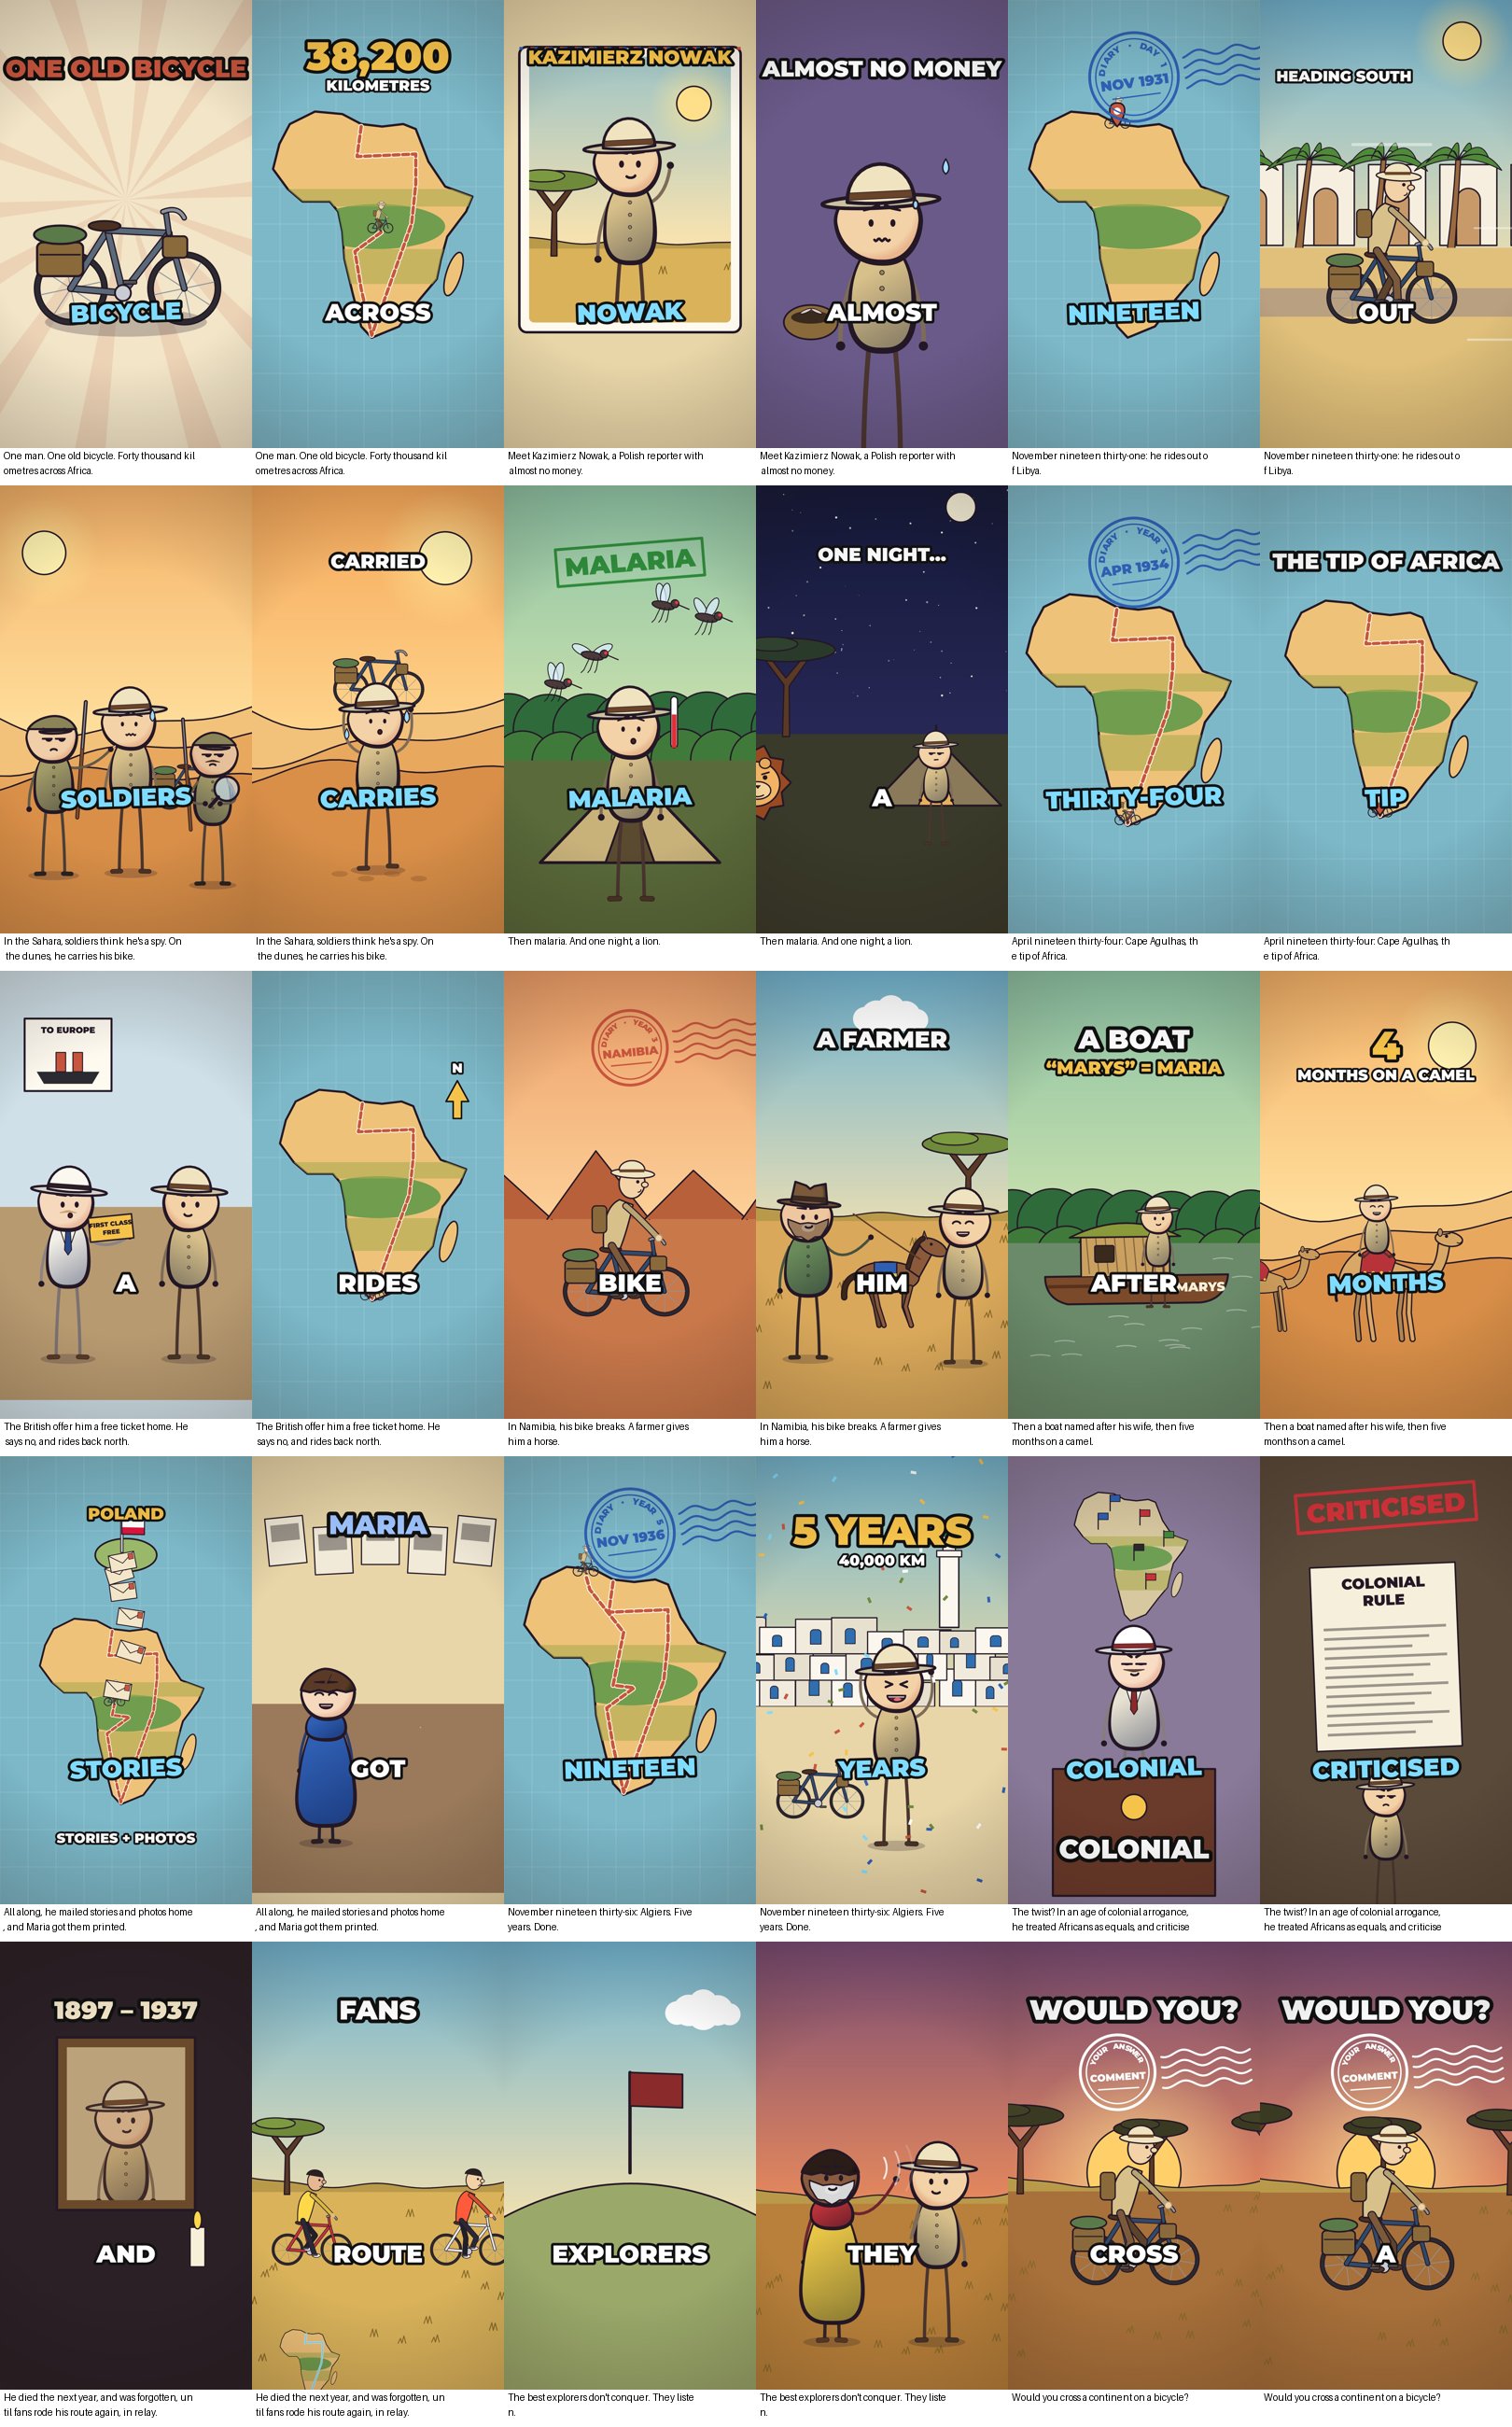 ONE OLD BICYCLE
BICYCLE
One man. One old bicycle. Forty thousand kil
ometres across Africa.
38,200
KILOMETRES
ACROSS
One man. One old bicycle. Forty thousand kil
ometres across Africa.
KAZIMIERZ NOWAK
NOWAK
Meet Kazimierz Nowak, a Polish reporter with
almost no money.
ALMOST NO MONEY
ALMOST
Meet Kazimierz Nowak, a Polish reporter with
almost no money.
DIARY · DAY 1
NOV 1931
NINETEEN
November nineteen thirty-one: he rides out o
f Libya.
HEADING SOUTH
OUT
November nineteen thirty-one: he rides out o
f Libya.
SOLDIERS
In the Sahara, soldiers think he's a spy. On
the dunes, he carries his bike.
CARRIED
CARRIES
In the Sahara, soldiers think he's a spy. On
the dunes, he carries his bike.
MALARIA
MALARIA
Then malaria. And one night, a lion.
ONE NIGHT...
A
Then malaria. And one night, a lion.
DIARY · YEAR 3
APR 1934
THIRTY-FOUR
April nineteen thirty-four: Cape Agulhas, th
e tip of Africa.
THE TIP OF AFRICA
TIP
April nineteen thirty-four: Cape Agulhas, th
e tip of Africa.
TO EUROPE
FIRST CLASS
FREE
A
The British offer him a free ticket home. He
says no, and rides back north.
N
RIDES
The British offer him a free ticket home. He
says no, and rides back north.
DIARY · YEAR 3
NAMIBIA
BIKE
In Namibia, his bike breaks. A farmer gives
him a horse.
A FARMER
HIM
In Namibia, his bike breaks. A farmer gives
him a horse.
A BOAT
“MARYS” = MARIA
AFTER
MARYS
Then a boat named after his wife, then five
months on a camel.
4
MONTHS ON A CAMEL
MONTHS
Then a boat named after his wife, then five
months on a camel.
POLAND
STORIES
STORIES + PHOTOS
All along, he mailed stories and photos home
, and Maria got them printed.
MARIA
GOT
All along, he mailed stories and photos home
, and Maria got them printed.
DIARY · YEAR 5
NOV 1936
NINETEEN
November nineteen thirty-six: Algiers. Five
years. Done.
5 YEARS
40,000 KM
YEARS
November nineteen thirty-six: Algiers. Five
years. Done.
COLONIAL
COLONIAL
The twist? In an age of colonial arrogance,
he treated Africans as equals, and criticise
CRITICISED
COLONIAL
RULE
CRITICISED
The twist? In an age of colonial arrogance,
he treated Africans as equals, and criticise
1897 – 1937
AND
He died the next year, and was forgotten, un
til fans rode his route again, in relay.
FANS
ROUTE
He died the next year, and was forgotten, un
til fans rode his route again, in relay.
EXPLORERS
The best explorers don't conquer. They liste
n.
THEY
The best explorers don't conquer. They liste
n.
WOULD YOU?
YOUR ANSWER
COMMENT
CROSS
Would you cross a continent on a bicycle?
WOULD YOU?
YOUR ANSWER
COMMENT
A
Would you cross a continent on a bicycle?